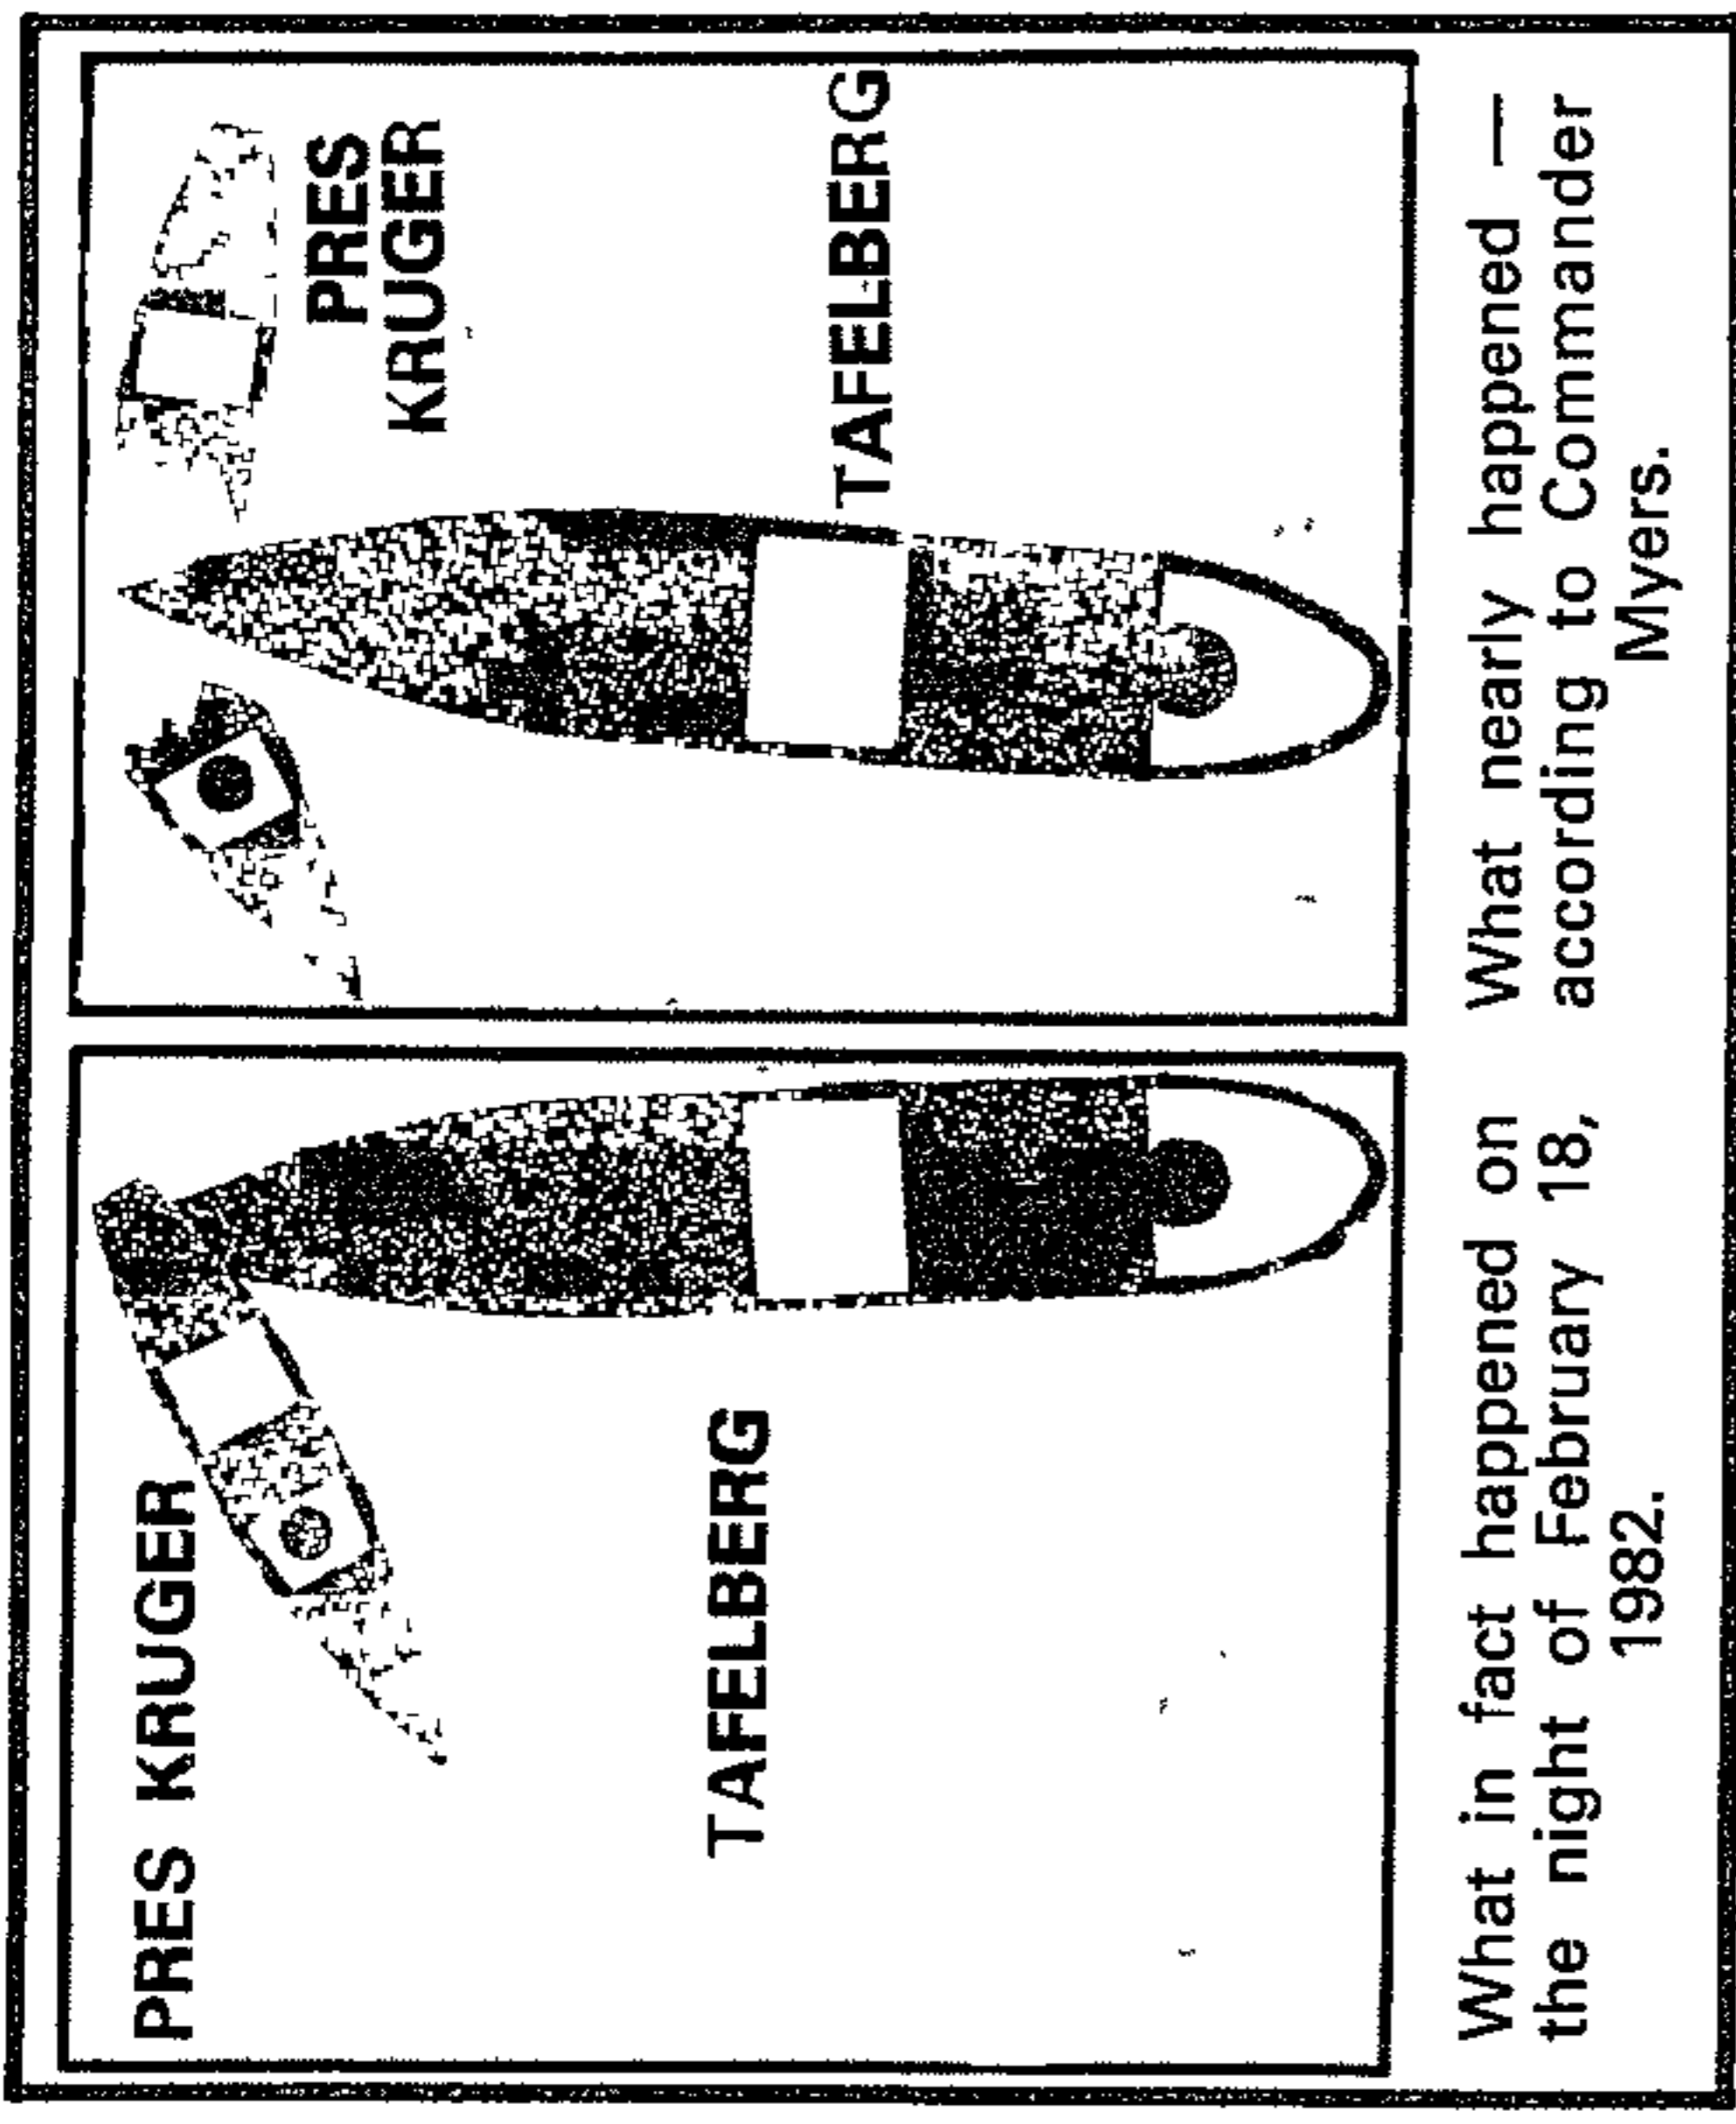 PRES KRUGER
TAFELBERG
What in fact happened on
the night of February 18,
1982.
PRES
KRUGER
TAFELBERG
What nearly happened —
according to Commander
Myers.